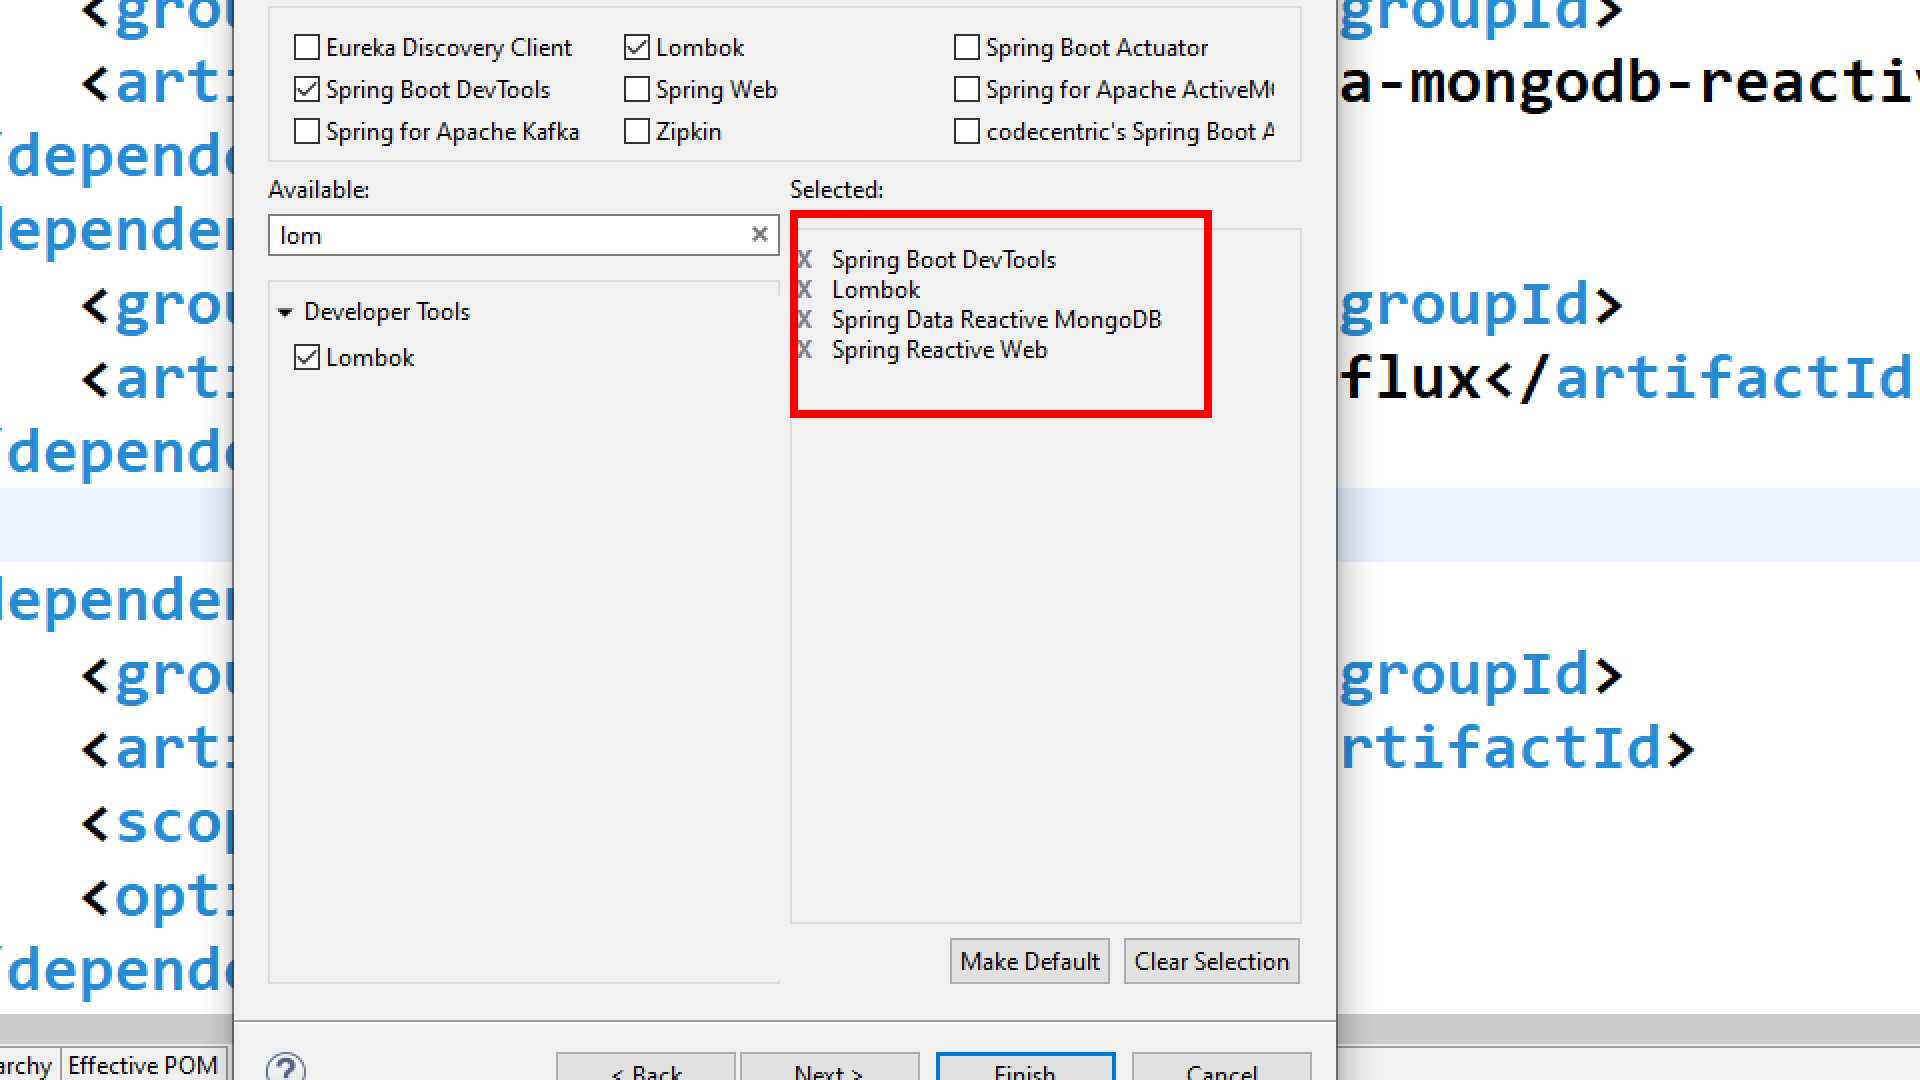 <grou
groupId>
Eureka Discovery Client
Lombok
Spring Boot Actuator
<arti
a-mongodb-reactiv
Spring Boot DevTools
Spring Web
Spring for Apache ActiveM
Spring for Apache Kafka
Zipkin
codecentric's Spring Boot A
/depende
Available:
Selected:
lom
depender
X Spring Boot DevTools
X Lombok
X Spring Data Reactive MongoDB
X Spring Reactive Web
<grou
groupId>
Developer Tools
Lombok
<arti
flux</artifactId
/depende
depender
<grou
groupId>
<arti
rtifactId>
<scop
<opti
/depende
Make Default
Clear Selection
archy
Effective POM
?
< Back
Next >
Finish
Cancel